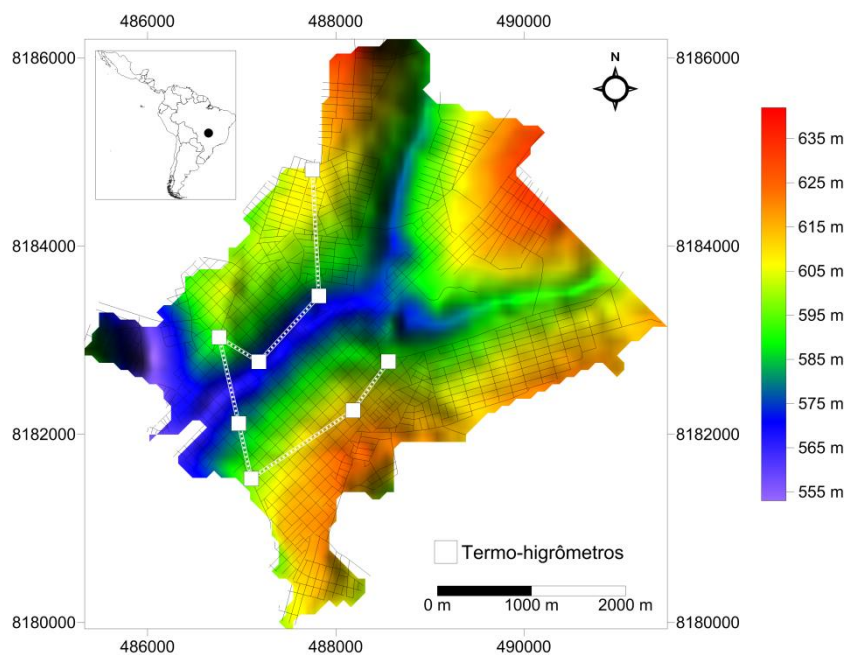 486000 488000 490000
8186000 8186000
N
635 m
625 m
8184000 8184000
615 m
605 m
595 m
585 m
8182000 8182000
575 m
565 m
555 m
Termo-higrômetros
0 m 1000 m 2000 m
8180000 8180000
486000 488000 490000